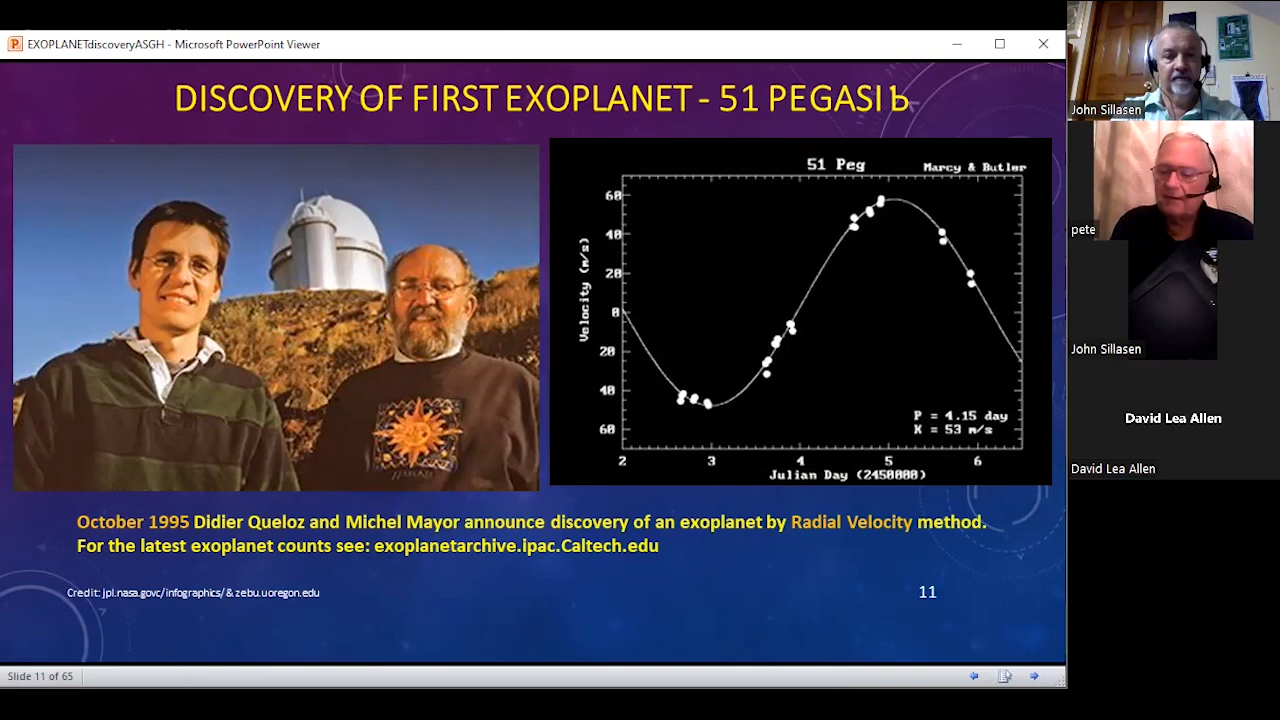 EXOPLANETdiscoveryASGH - Microsoft PowerPoint Viewer
DISCOVERY OF FIRST EXOPLANET - 51 PEGASI Ь
51 Peg
Marcy & Butler
60
40
20
0
20
40
60
Velocity (m/s)
P = 4.15 day
K = 53 m/s
2 3 4 5 6
Julian Day (2450000)
October 1995 Didier Queloz and Michel Mayor announce discovery of an exoplanet by Radial Velocity method.
For the latest exoplanet counts see: exoplanetarchive.ipac.Caltech.edu
Credit: jpl.nasa.govc/infographics/ & zebu.uoregon.edu
11
Slide 11 of 65
John Sillasen
pete
John Sillasen
David Lea Allen
David Lea Allen